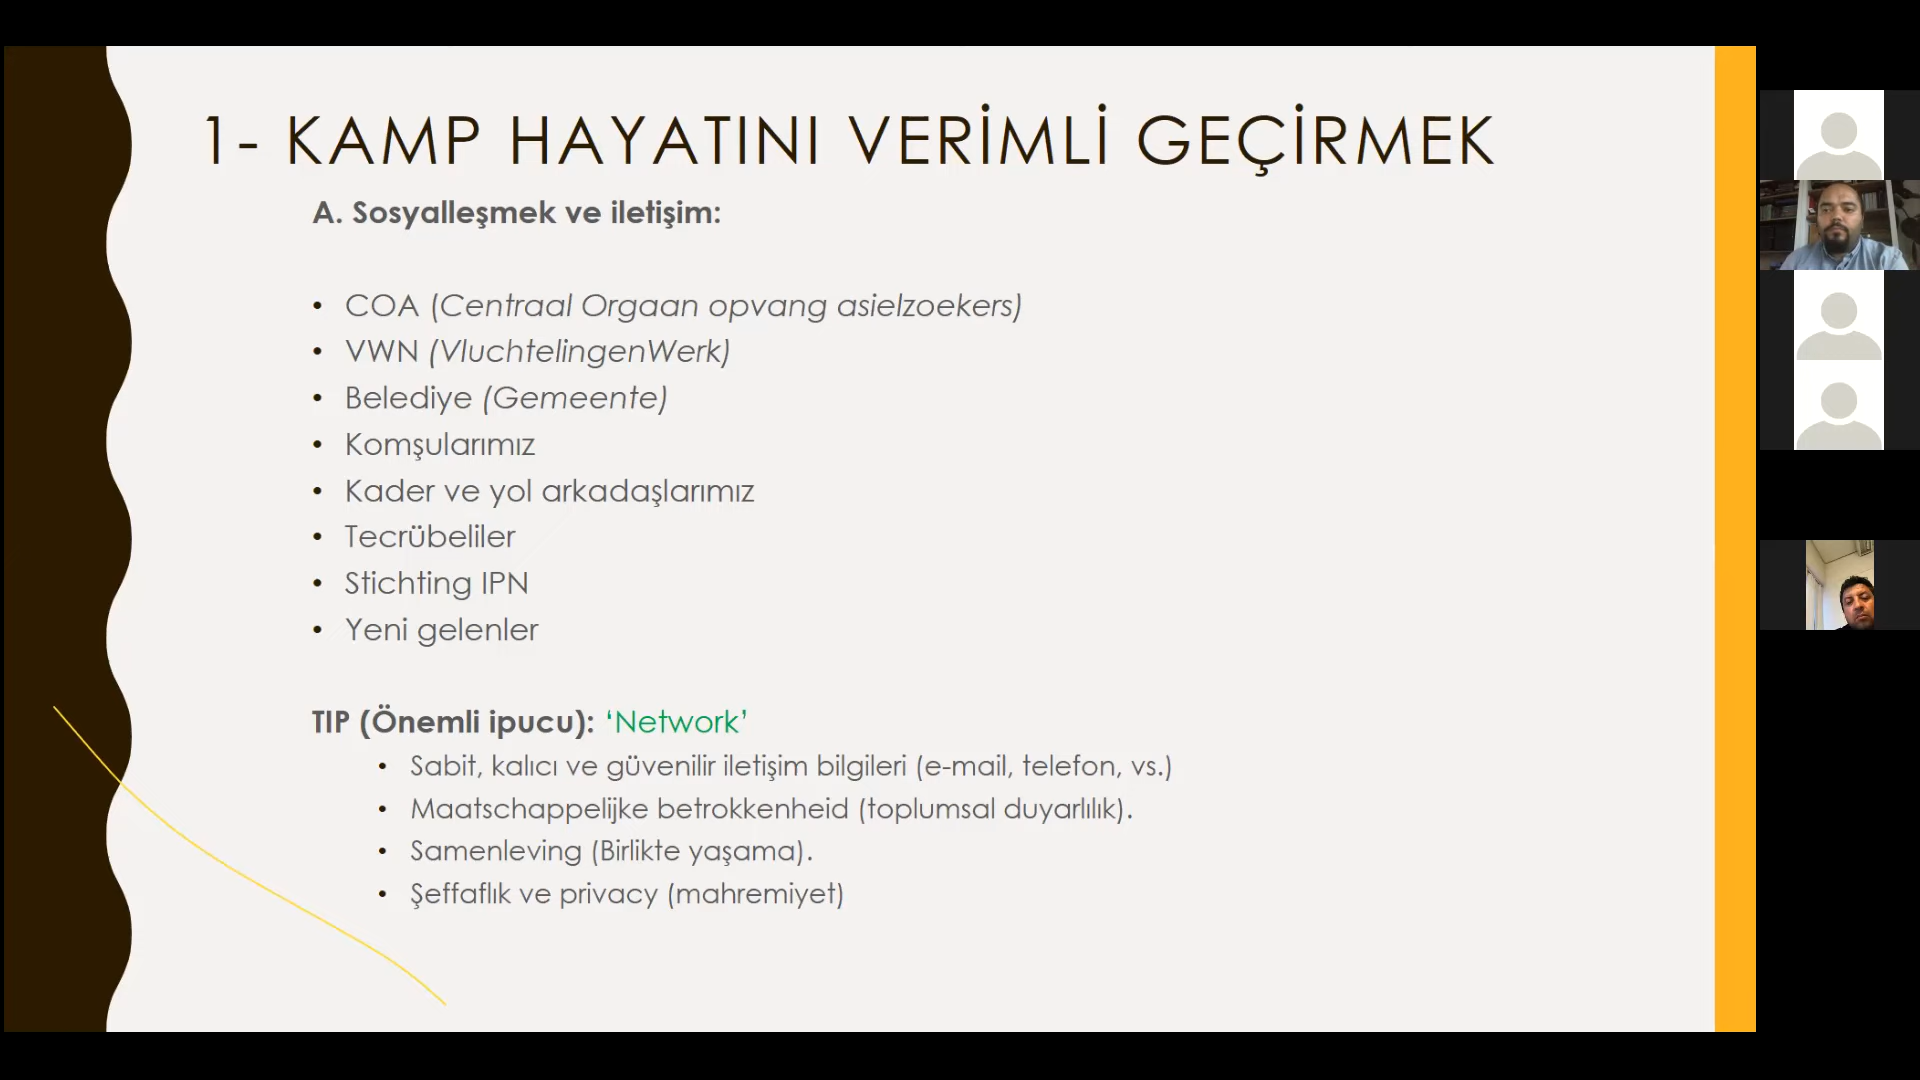 1- KAMP HAYATINI VERİMLİ GEÇİRMEK
A. Sosyalleşmek ve iletişim:
• COA (Centraal Orgaan opvang asielzoekers)
• VWN (VluchtelingenWerk)
• Belediye (Gemeente)
• Komşularımız
• Kader ve yol arkadaşlarımız
• Tecrübeliler
• Stichting IPN
• Yeni gelenler
TIP (Önemli ipucu): ‘Network’
• Sabit, kalıcı ve güvenilir iletişim bilgileri (e-mail, telefon, vs.)
• Maatschappelijke betrokkenheid (toplumsal duyarlılık).
• Samenleving (Birlikte yaşama).
• Şeffaflık ve privacy (mahremiyet)